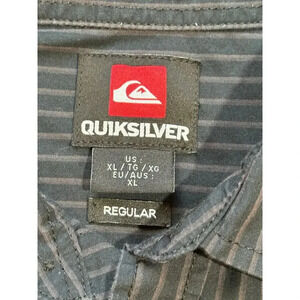 QUIKSILVER
US :
XL / TG / XG
EU/AUS :
XL
REGULAR